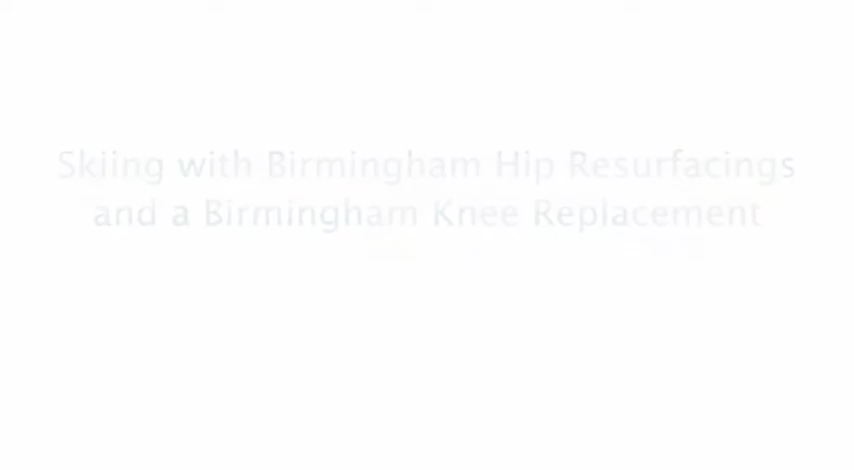 Skiing with Birmingham Hip Resurfacings
and a Birmingham Knee Replacement